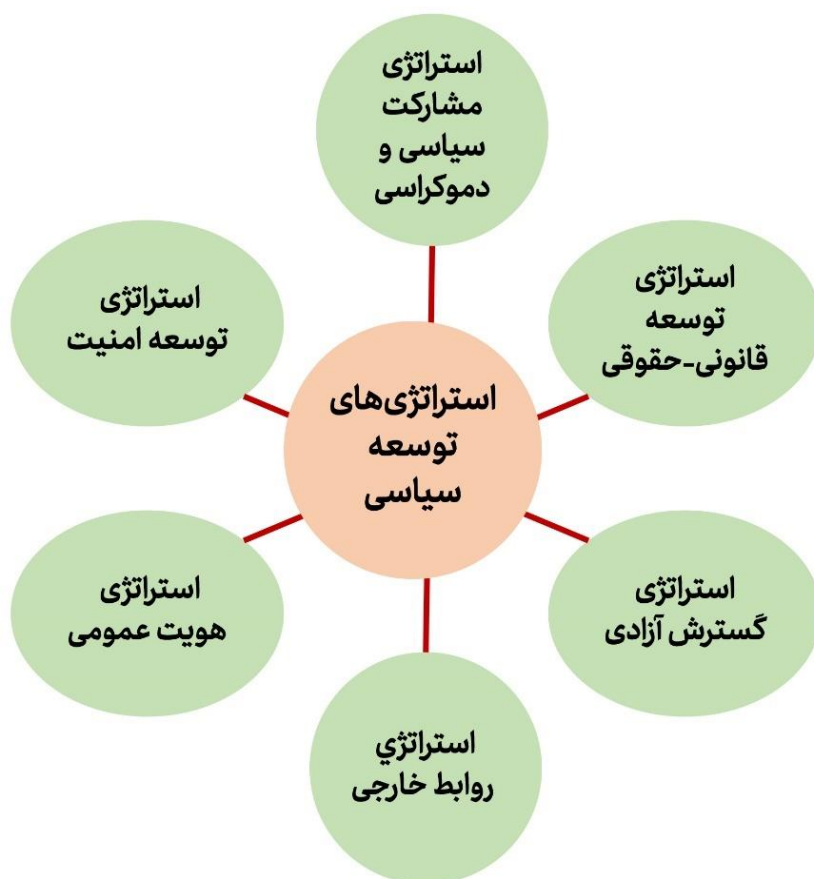 استراتژی
مشارکت
سیاسی و
دموکراسی
استراتژی
توسعه
قانونی-حقوقی
استراتژی
توسعه امنیت
استراتژی‌های
توسعه
سیاسی
استراتژی
گسترش آزادی
استراتژی
هویت عمومی
استراتژي
روابط خارجی